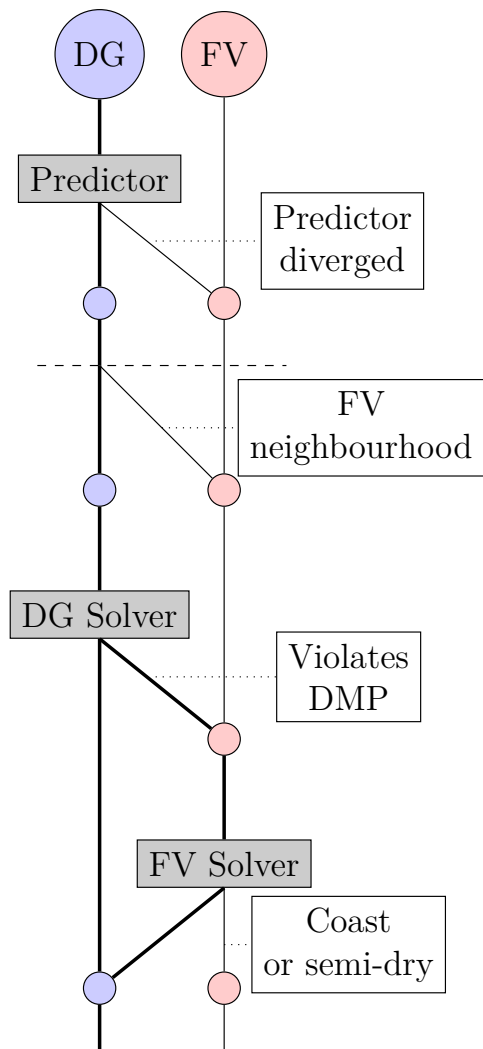 DG
FV
Predictor
Predictor
diverged
FV
neighbourhood
DG Solver
Violates
DMP
FV Solver
Coast
or semi-dry